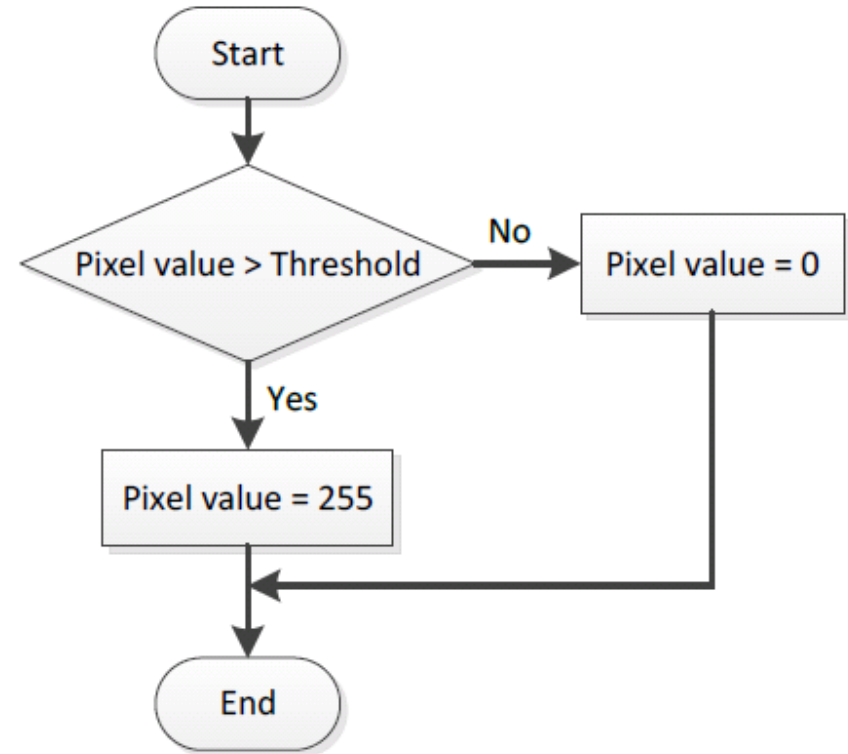 Start
Pixel value > Threshold
No
Pixel value = 0
Yes
Pixel value = 255
End